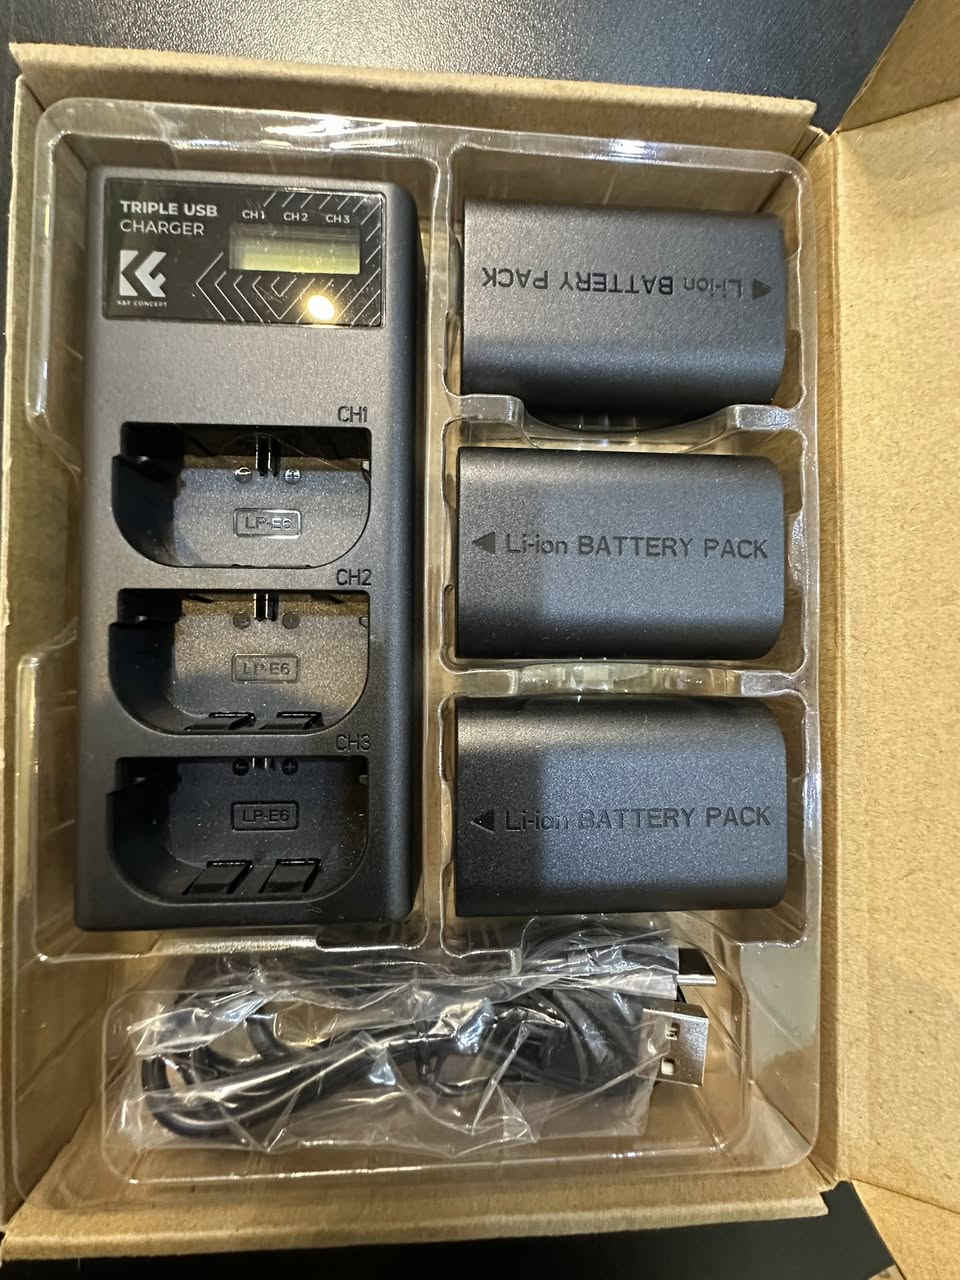 TRIPLE USB
CHARGER
CH1 CH2 CH3
K&F CONCEPT
CH1
LP-E6
CH2
LP-E6
CH3
LP-E6
Li-ion BATTERY PACK
Li-ion BATTERY PACK
Li-ion BATTERY PACK